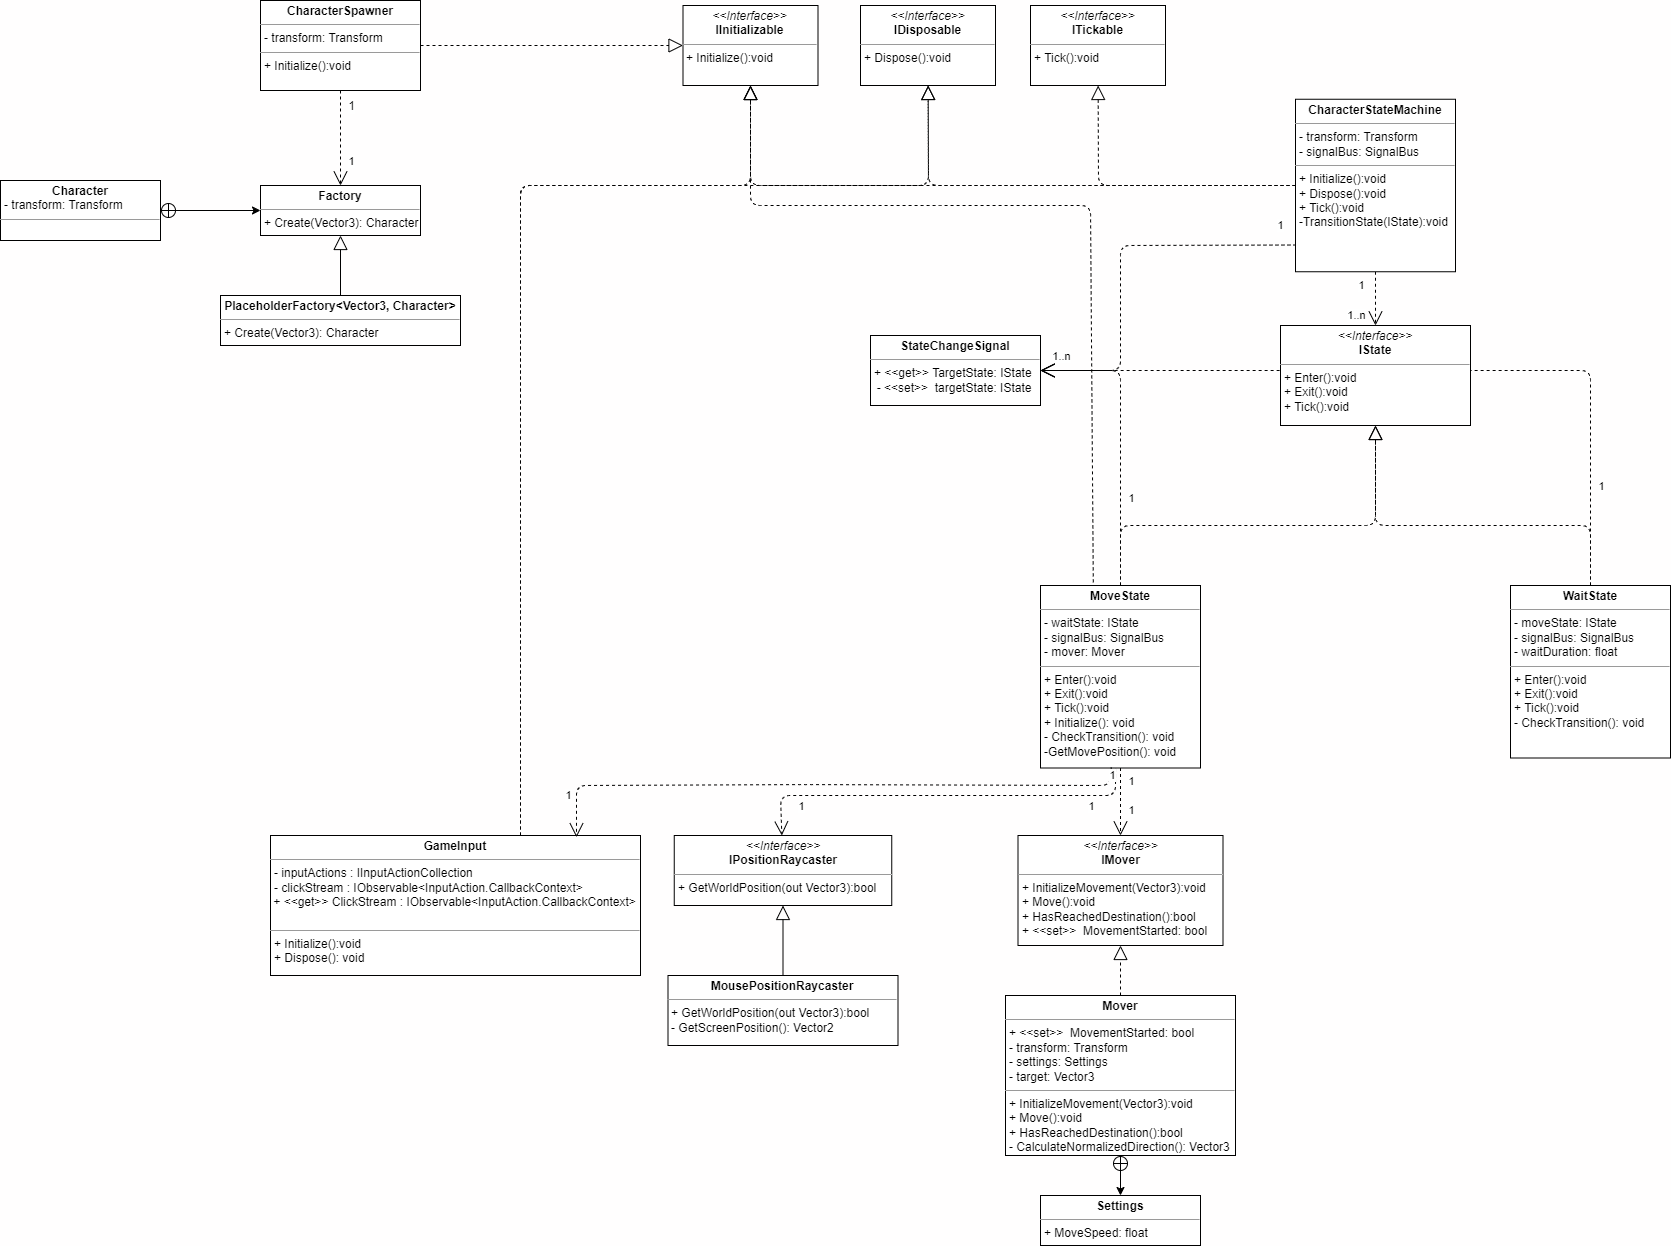 CharacterSpawner
- transform: Transform
+ Initialize():void
<<Interface>>
IInitializable
+ Initialize():void
<<Interface>>
IDisposable
+ Dispose():void
<<Interface>>
ITickable
+ Tick():void
1
1
CharacterStateMachine
- transform: Transform
- signalBus: SignalBus
+ Initialize():void
+ Dispose():void
+ Tick():void
-TransitionState(IState):void
1
1
1..n
Character
- transform: Transform
Factory
+ Create(Vector3): Character
PlaceholderFactory<Vector3, Character>
+ Create(Vector3): Character
StateChangeSignal
+ <<get>> TargetState: IState
- <<set>>  targetState: IState
1..n
<<Interface>>
IState
+ Enter():void
+ Exit():void
+ Tick():void
1
1
MoveState
- waitState: IState
- signalBus: SignalBus
- mover: Mover
+ Enter():void
+ Exit():void
+ Tick():void
+ Initialize(): void
- CheckTransition(): void
-GetMovePosition(): void
WaitState
- moveState: IState
- signalBus: SignalBus
- waitDuration: float
+ Enter():void
+ Exit():void
+ Tick():void
- CheckTransition(): void
1
1
1
1
1
1
GameInput
- inputActions : IInputActionCollection
- clickStream : IObservable<InputAction.CallbackContext>
+ <<get>> ClickStream : IObservable<InputAction.CallbackContext>
+ Initialize():void
+ Dispose(): void
<<Interface>>
IPositionRaycaster
+ GetWorldPosition(out Vector3):bool
<<Interface>>
IMover
+ InitializeMovement(Vector3):void
+ Move():void
+ HasReachedDestination():bool
+ <<set>>  MovementStarted: bool
MousePositionRaycaster
+ GetWorldPosition(out Vector3):bool
- GetScreenPosition(): Vector2
Mover
+ <<set>>  MovementStarted: bool
- transform: Transform
- settings: Settings
- target: Vector3
+ InitializeMovement(Vector3):void
+ Move():void
+ HasReachedDestination():bool
- CalculateNormalizedDirection(): Vector3
Settings
+ MoveSpeed: float